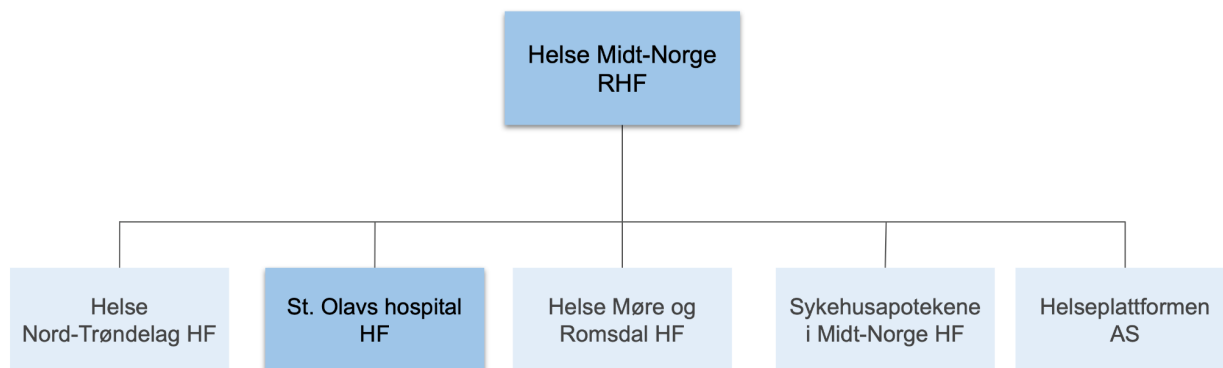 Helse Midt-Norge
RHF
Helse
Nord-Trøndelag HF
St. Olavs hospital
HF
Helse Møre og
Romsdal HF
Sykehusapotekene
i Midt-Norge HF
Helseplattformen
AS